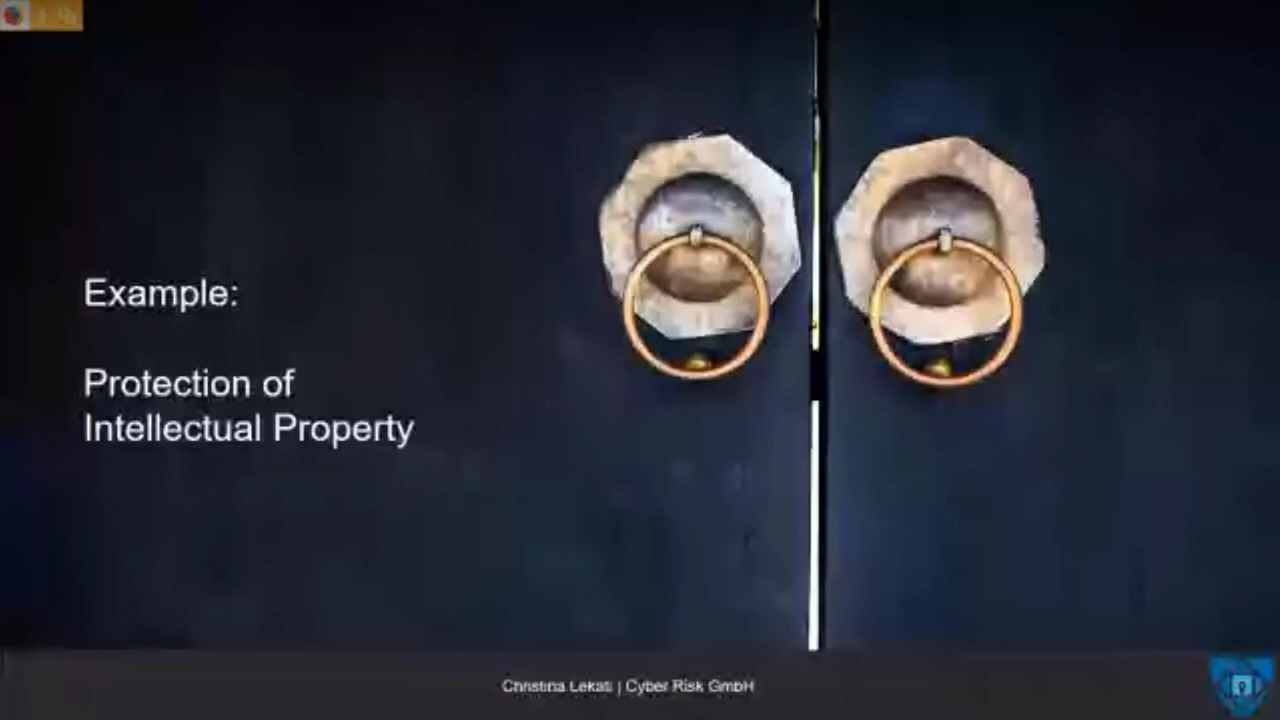 Example:
Protection of
Intellectual Property
Christina Lekati | Cyber Risk GmbH